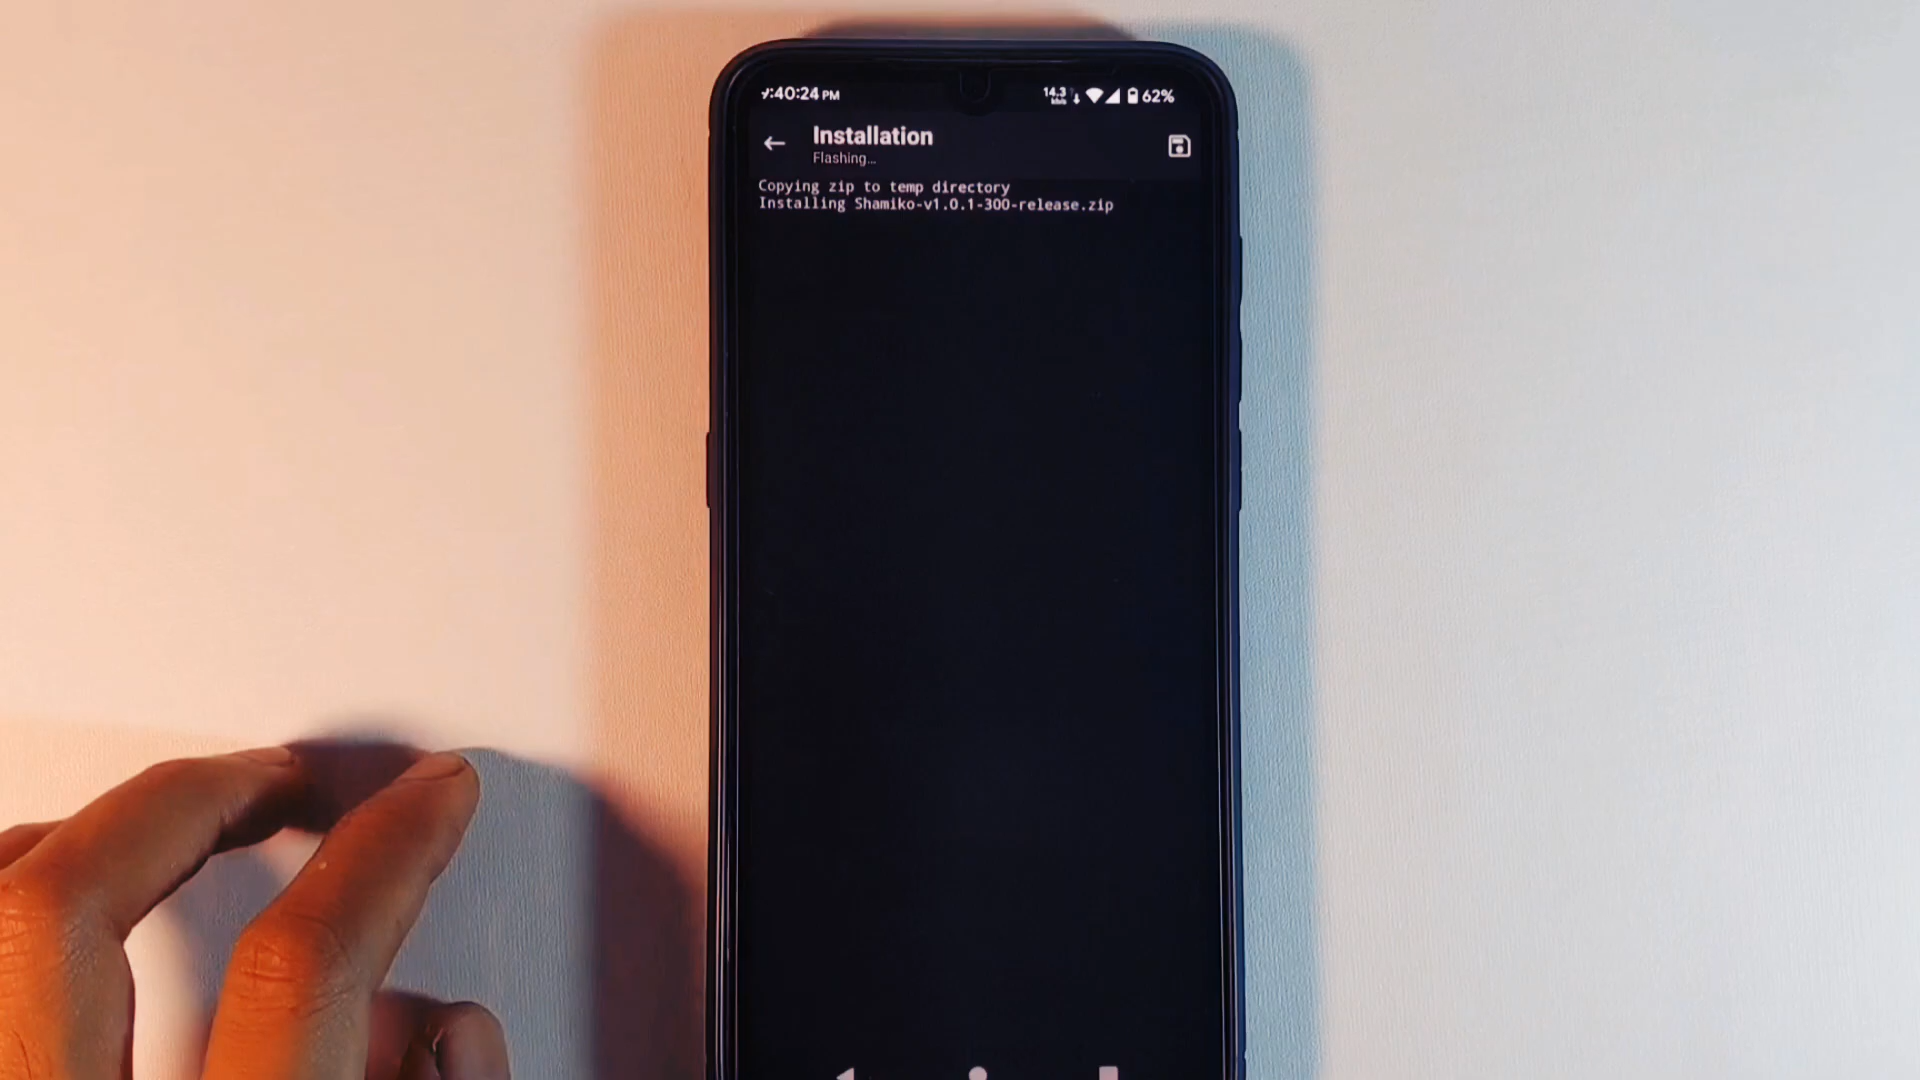 :40:24 PM
14.3
62%
Installation
Flashing...
Copying zip to temp directory
Installing Shamiko-v1.0.1-300-release.zip